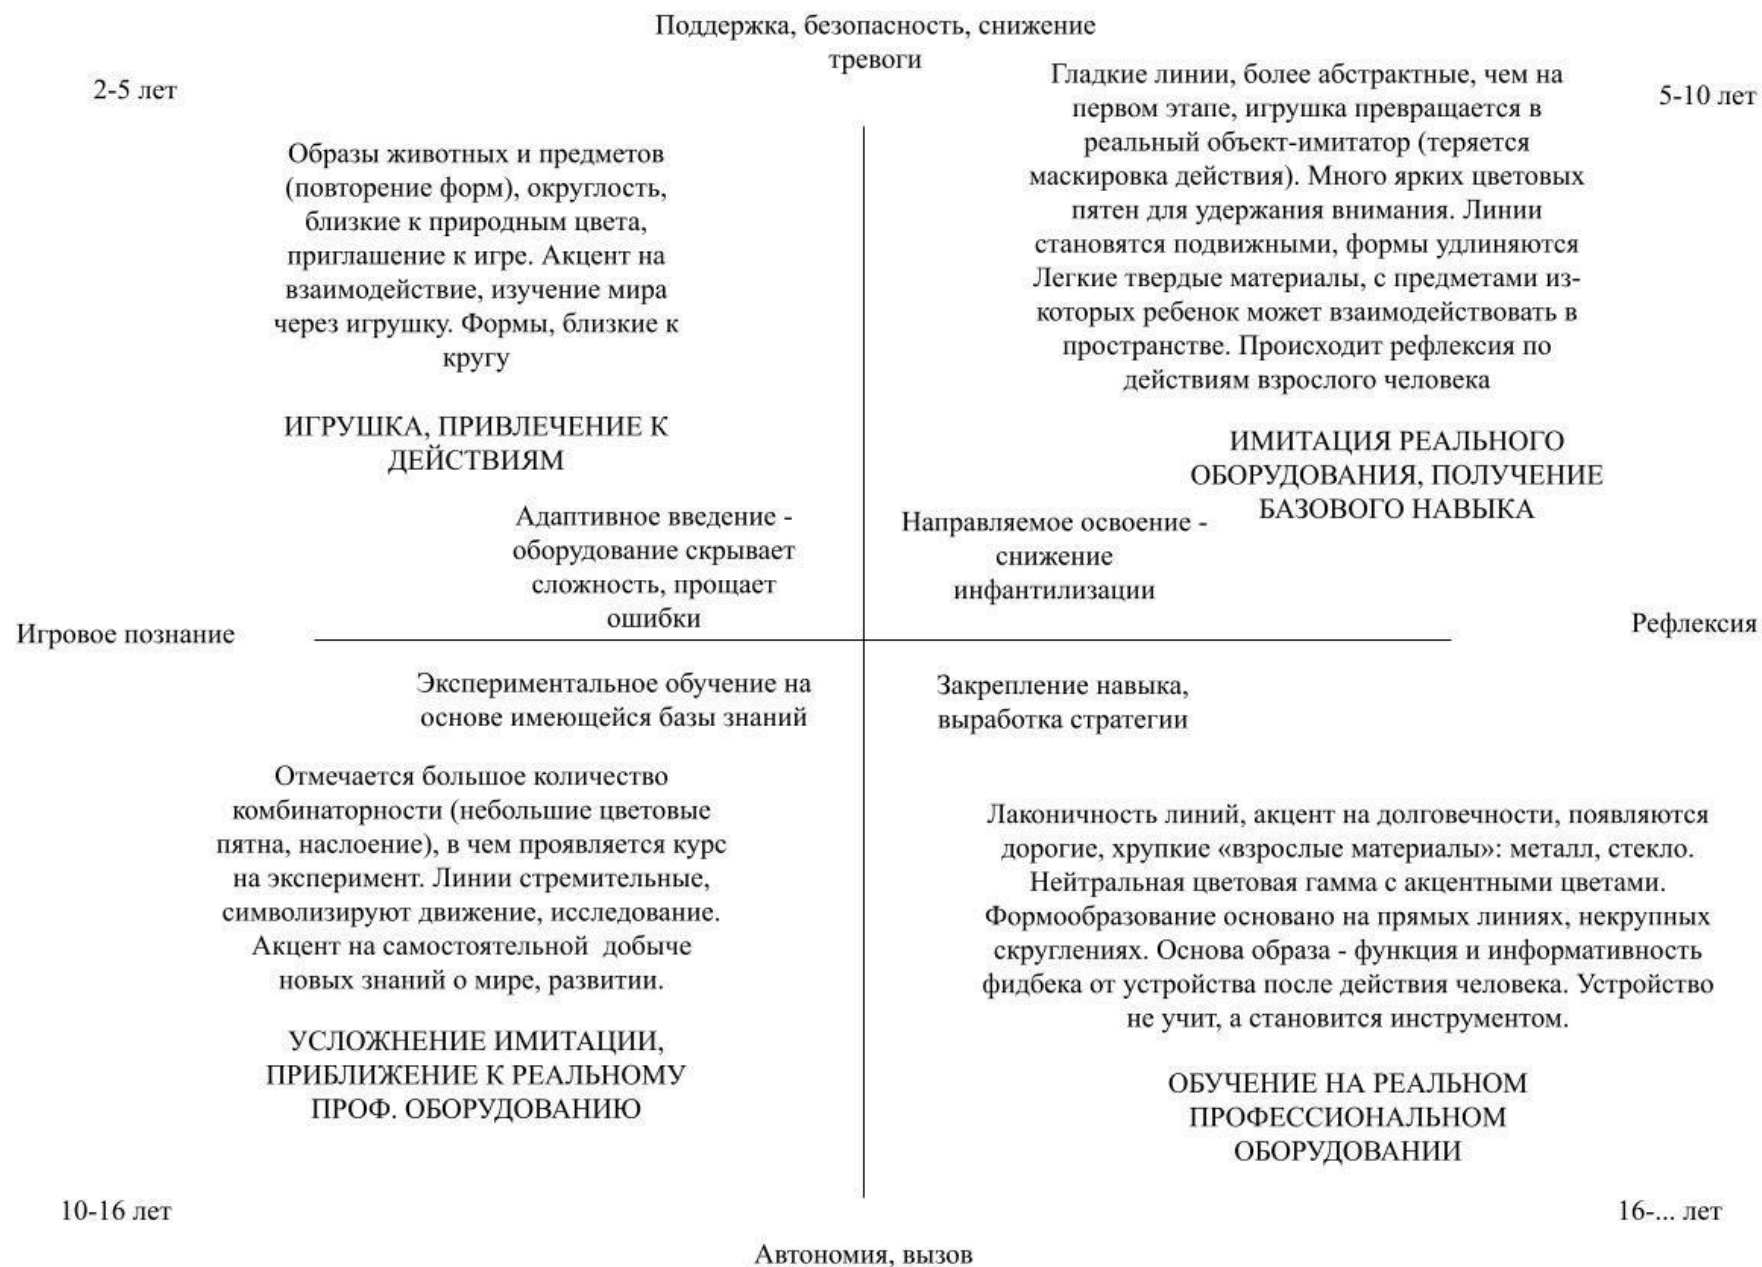 Поддержка, безопасность, снижение
тревоги
2-5 лет
5-10 лет
Образы животных и предметов
(повторение форм), округлость,
близкие к природным цвета,
приглашение к игре. Акцент на
взаимодействие, изучение мира
через игрушку. Формы, близкие к
кругу
ИГРУШКА, ПРИВЛЕЧЕНИЕ К
ДЕЙСТВИЯМ
Адаптивное введение -
оборудование скрывает
сложность, прощает
ошибки
Гладкие линии, более абстрактные, чем на
первом этапе, игрушка превращается в
реальный объект-имитатор (теряется
маскировка действия). Много ярких цветовых
пятен для удержания внимания. Линии
становятся подвижными, формы удлиняются
Легкие твердые материалы, с предметами из-
которых ребенок может взаимодействовать в
пространстве. Происходит рефлексия по
действиям взрослого человека
ИМИТАЦИЯ РЕАЛЬНОГО
ОБОРУДОВАНИЯ, ПОЛУЧЕНИЕ
БАЗОВОГО НАВЫКА
Направляемое освоение -
снижение
инфантилизации
Игровое познание
Рефлексия
Экспериментальное обучение на
основе имеющейся базы знаний
Отмечается большое количество
комбинаторности (небольшие цветовые
пятна, наслоение), в чем проявляется курс
на эксперимент. Линии стремительные,
символизируют движение, исследование.
Акцент на самостоятельной добыче
новых знаний о мире, развитии.
УСЛОЖНЕНИЕ ИМИТАЦИИ,
ПРИБЛИЖЕНИЕ К РЕАЛЬНОМУ
ПРОФ. ОБОРУДОВАНИЮ
Закрепление навыка,
выработка стратегии
Лаконичность линий, акцент на долговечности, появляются
дорогие, хрупкие «взрослые материалы»: металл, стекло.
Нейтральная цветовая гамма с акцентными цветами.
Формообразование основано на прямых линиях, некрупных
скруглениях. Основа образа - функция и информативность
фидбека от устройства после действия человека. Устройство
не учит, а становится инструментом.
ОБУЧЕНИЕ НА РЕАЛЬНОМ
ПРОФЕССИОНАЛЬНОМ
ОБОРУДОВАНИИ
10-16 лет
16-... лет
Автономия, вызов